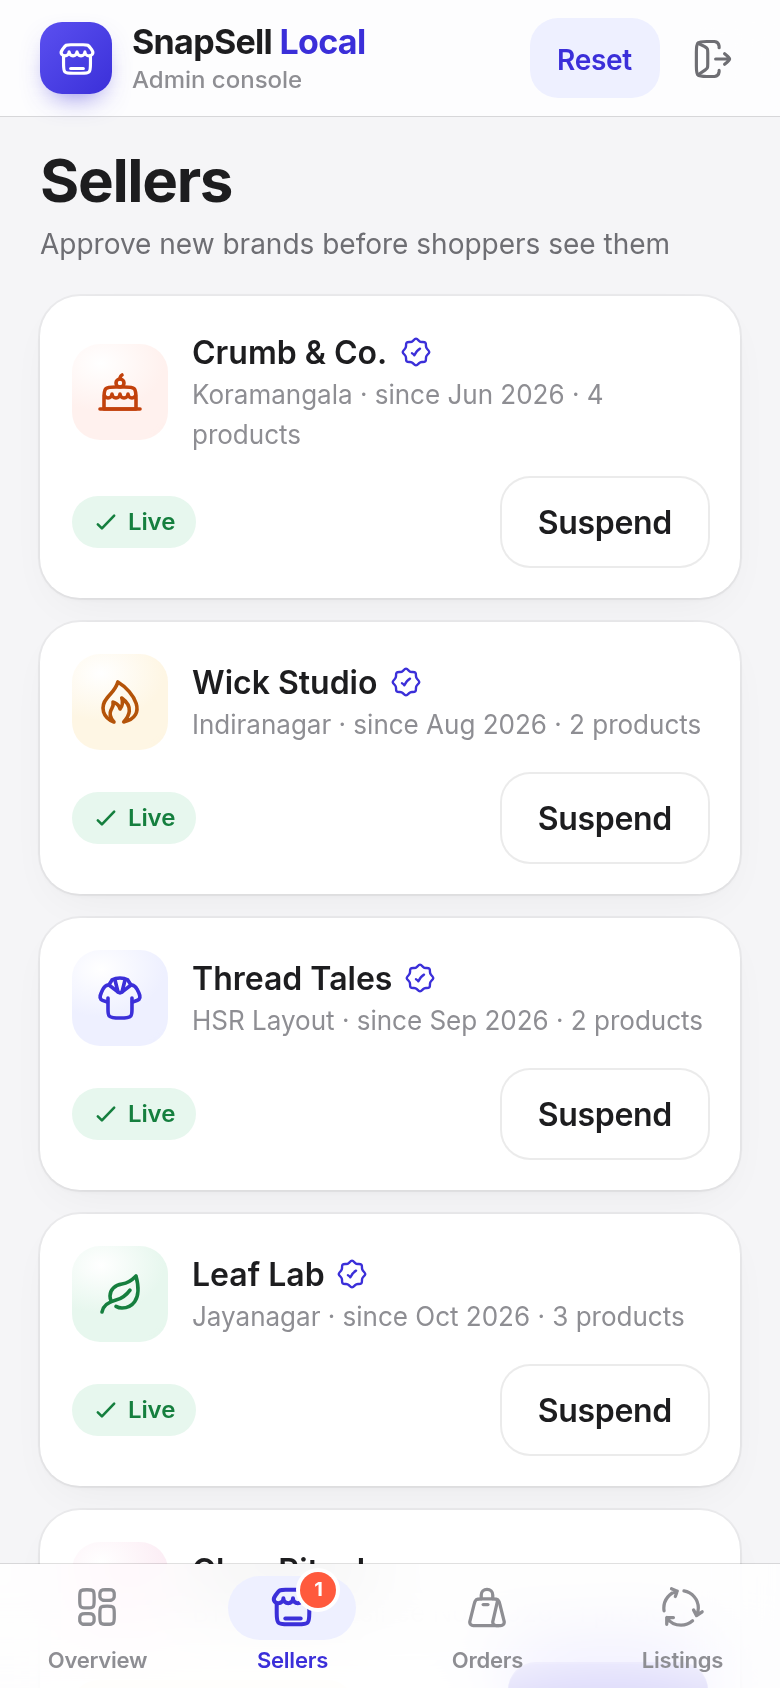 SnapSell Local
Admin console
Reset
Sellers
Approve new brands before shoppers see them
Crumb & Co.
Koramangala · since Jun 2026 · 4
products
Live
Suspend
Wick Studio
Indiranagar · since Aug 2026 · 2 products
Live
Suspend
Thread Tales
HSR Layout · since Sep 2026 · 2 products
Live
Suspend
Leaf Lab
Jayanagar · since Oct 2026 · 3 products
Live
Suspend
1
Overview
Sellers
Orders
Listings